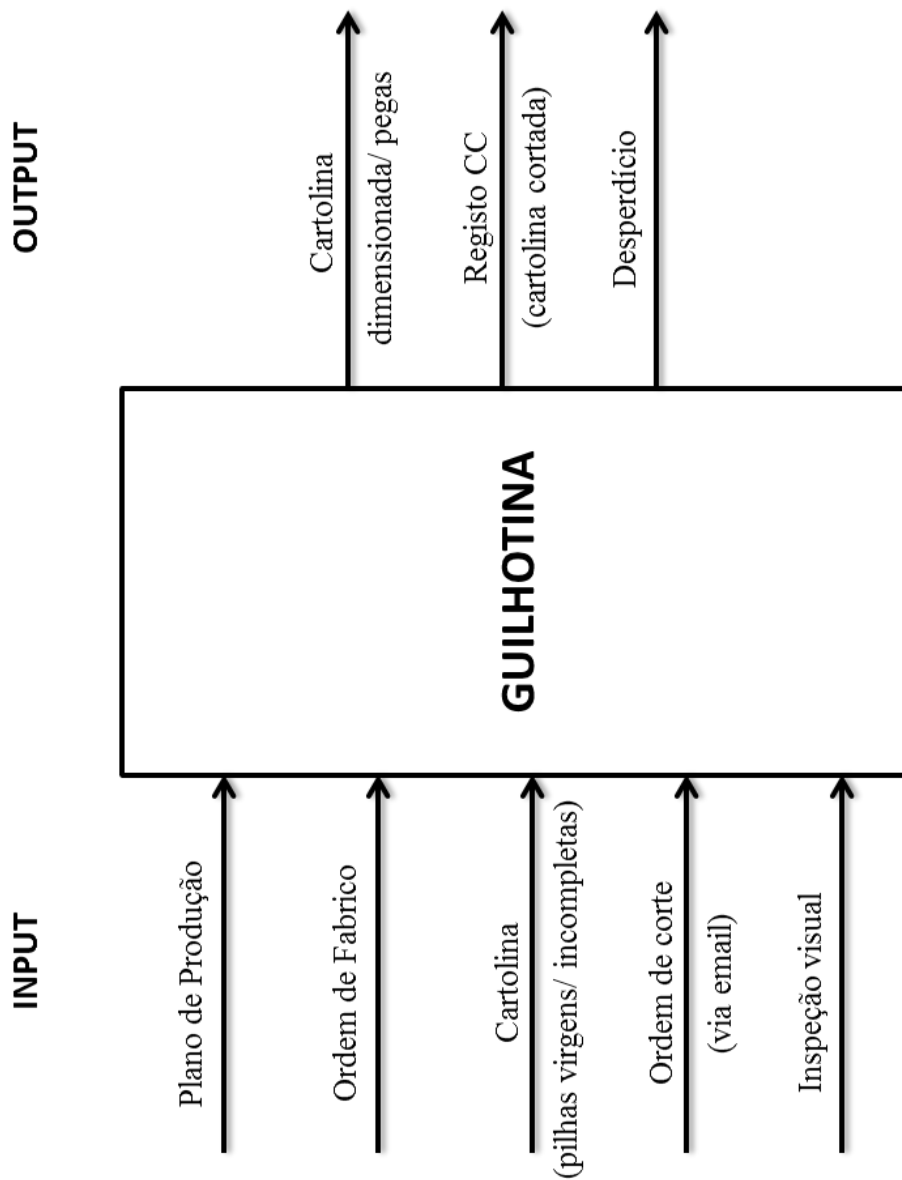 INPUT
OUTPUT
Plano de Produção
Ordem de Fabrico
Cartolina
(pilhas virgens/ incompletas)
Ordem de corte
(via email)
Inspeção visual
GUILHOTINA
Cartolina
dimensionada/ pegas
Registo CC
(cartolina cortada)
Desperdício